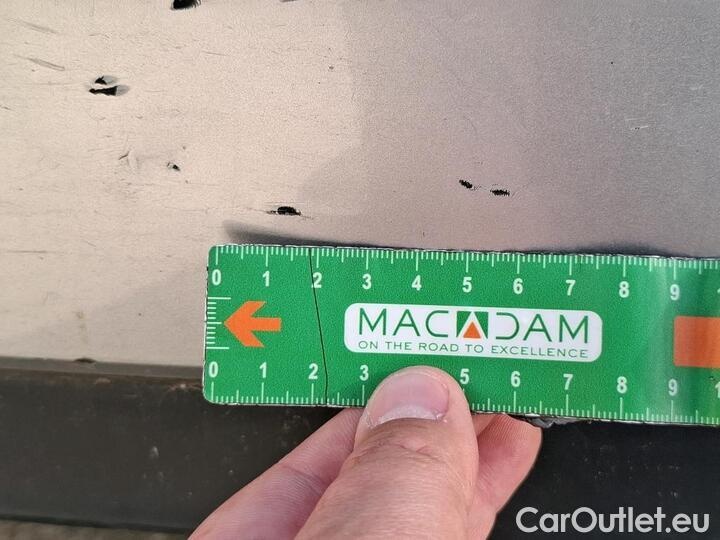 0 1 2 3 4 5 6 7 8 9
MACADAM
ON THE ROAD TO EXCELLENCE
0 1 2 3 5 6 7 8 9
CarOutlet.eu